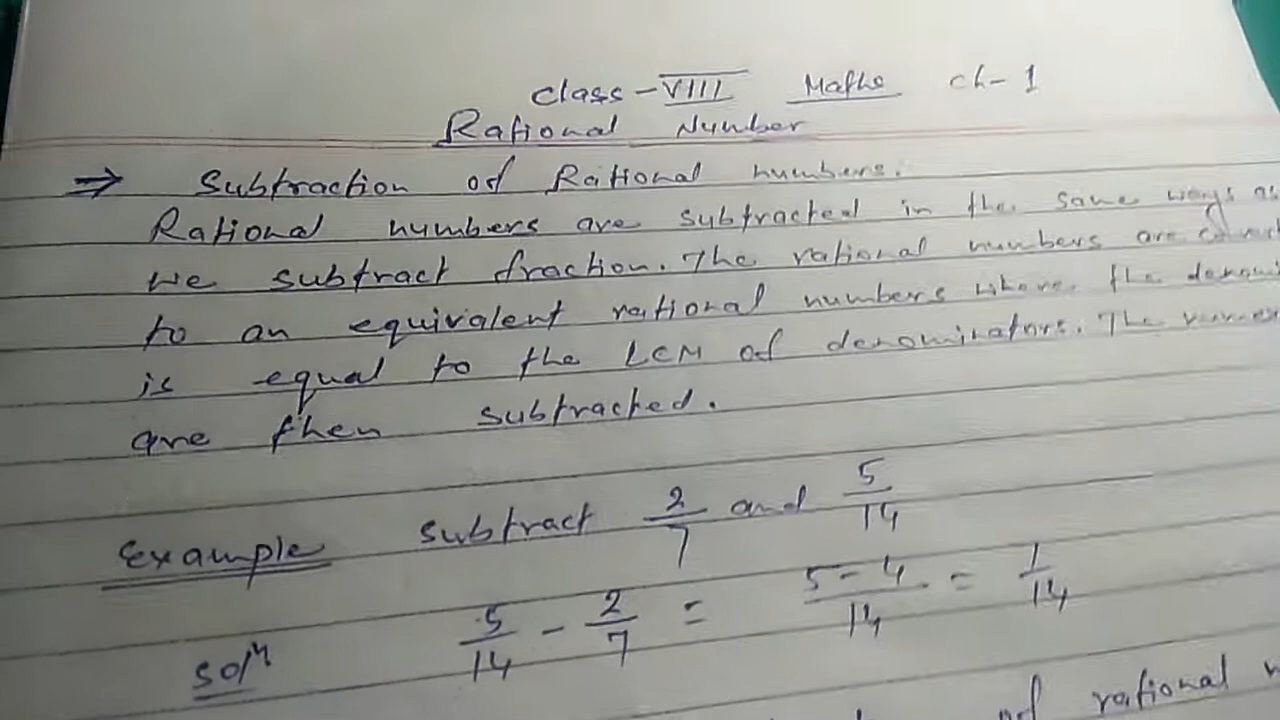 Class - VIII Maths Ch-1
Rational Number
⇒ Subtraction of Rational numbers.
Rational numbers are subtracted in the same ways as
we subtract fraction. The rational numbers are
to an equivalent rational numbers where the
is equal to the LCM of denominators. The
are then subtracted.
Example subtract 2/7 and 5/14
Solⁿ 5/14 - 2/7 = 5-4/14 = 1/14
of rational